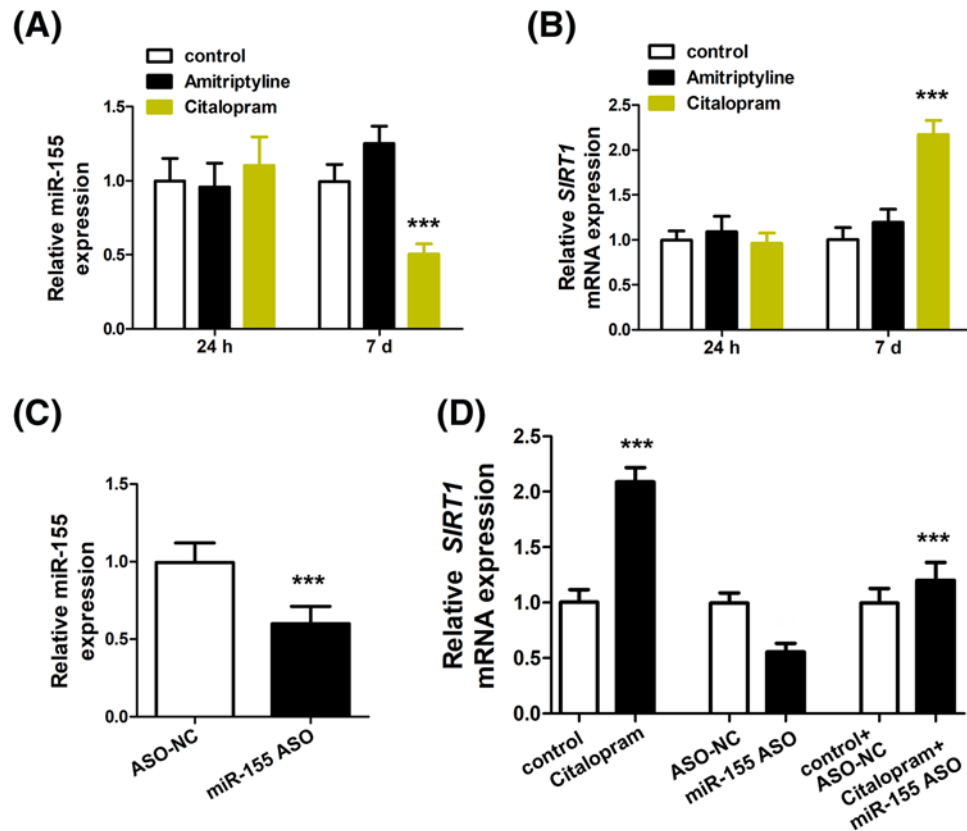 (A)
control
Amitriptyline
Citalopram
Relative miR-155
expression
1.5
1.0
0.5
0.0
***
24 h
7 d
(B)
control
Amitriptyline
Citalopram
Relative SIRT1
mRNA expression
2.5
2.0
1.5
1.0
0.5
0.0
***
24 h
7 d
(C)
Relative miR-155
expression
1.5
1.0
0.5
0.0
***
ASO-NC
miR-155 ASO
(D)
Relative SIRT1
mRNA expression
2.5
2.0
1.5
1.0
0.5
0.0
***
***
control
Citalopram
ASO-NC
miR-155 ASO
control+
ASO-NC
Citalopram+
miR-155 ASO